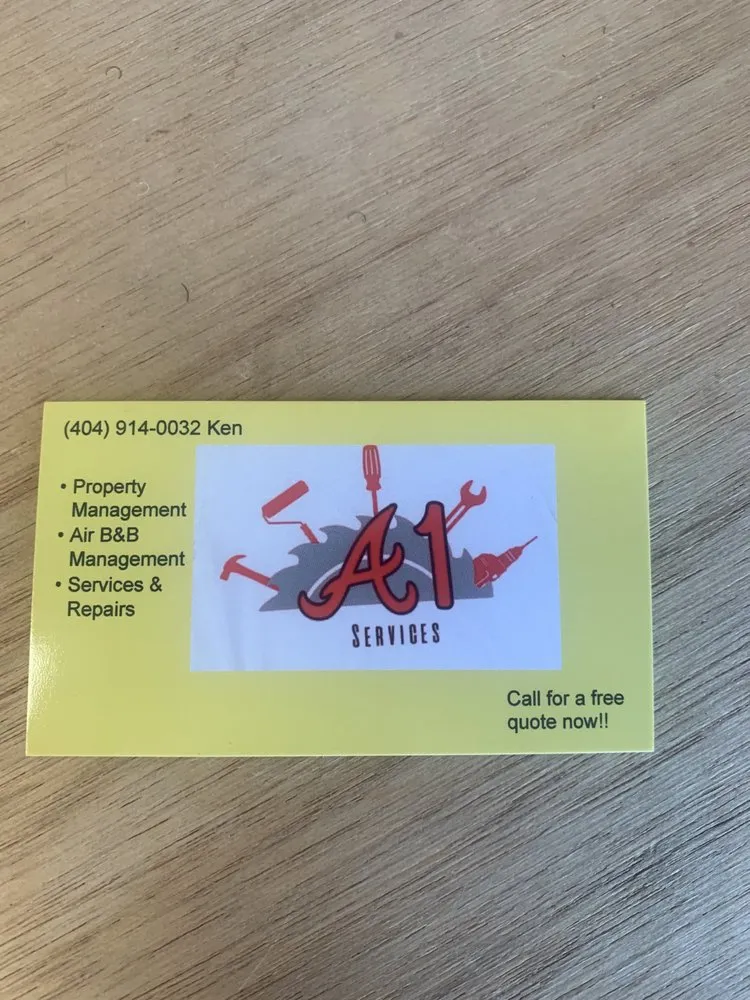 (404) 914-0032 Ken
• Property
Management
• Air B&B
Management
• Services &
Repairs
A1
SERVICES
Call for a free
quote now!!